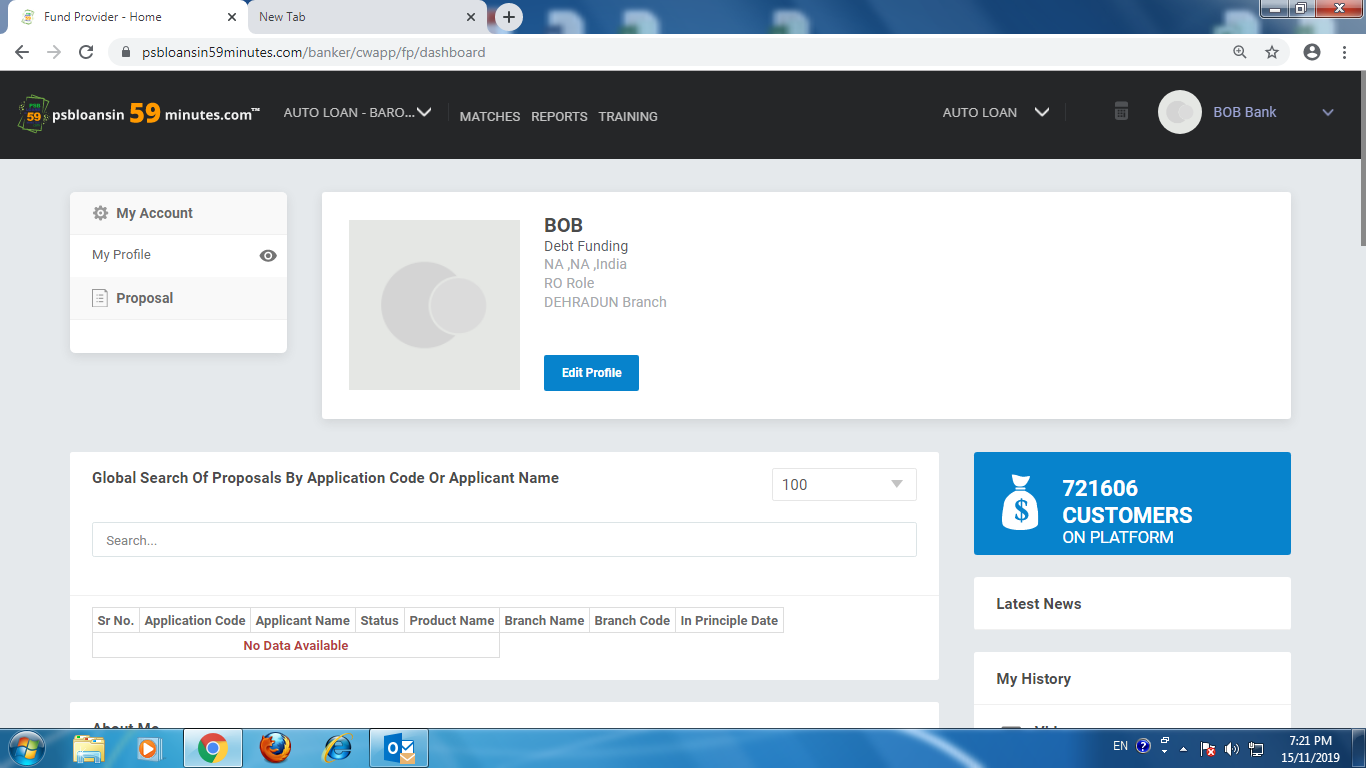 Fund Provider - Home
New Tab
psbloansin59minutes.com/banker/cwapp/fp/dashboard
PSB
59
psbloansin 59 minutes.com™
AUTO LOAN - BARO...
MATCHES REPORTS TRAINING
AUTO LOAN
BOB Bank
My Account
My Profile
Proposal
BOB
Debt Funding
NA ,NA ,India
RO Role
DEHRADUN Branch
Edit Profile
Global Search Of Proposals By Application Code Or Applicant Name
100
Search...
Sr No. Application Code Applicant Name Status Product Name Branch Name Branch Code In Principle Date
No Data Available
721606
CUSTOMERS
ON PLATFORM
Latest News
My History
EN
7:21 PM
15/11/2019